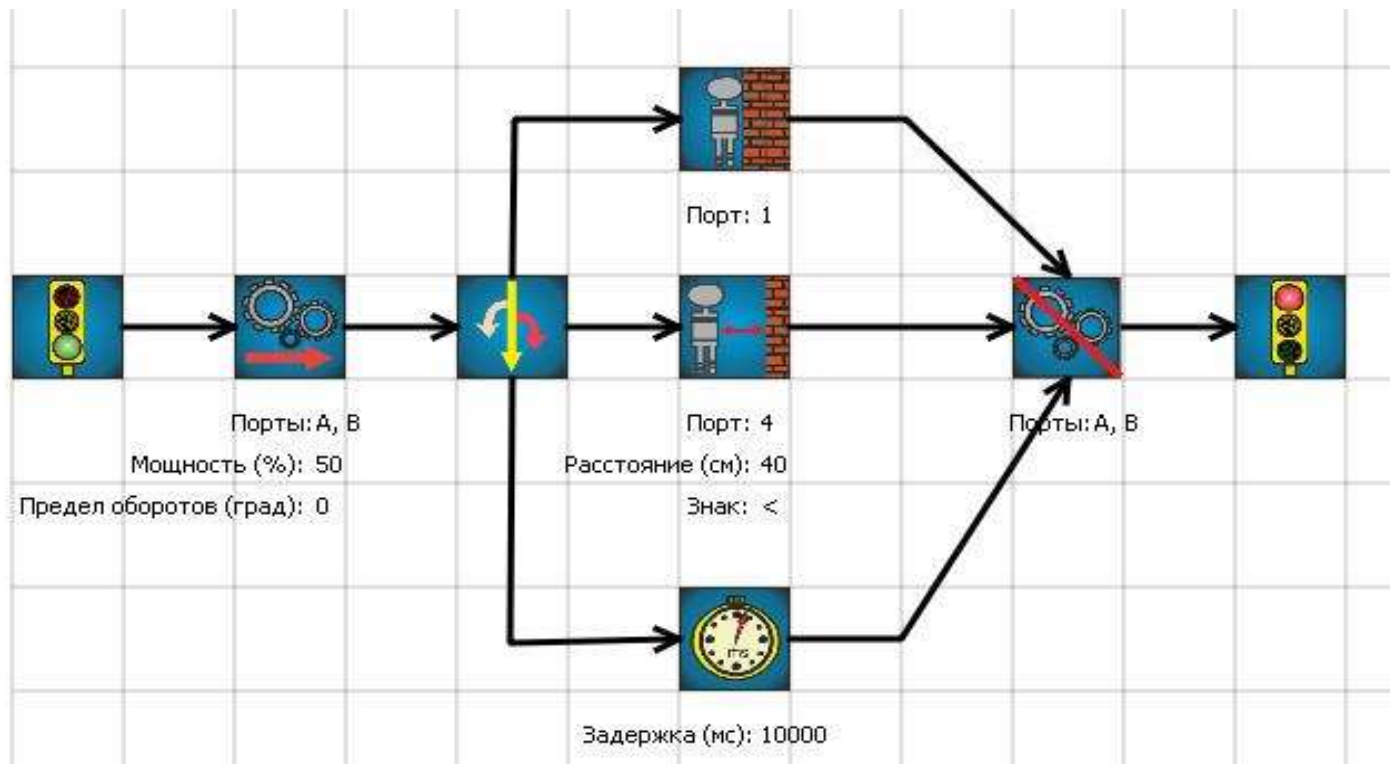 Порт: 1
Порты: A, B
Мощность (%): 50
Предел оборотов (град): 0
Порт: 4
Расстояние (см): 40
Знак: <
Порты: A, B
ms
Задержка (мс): 10000